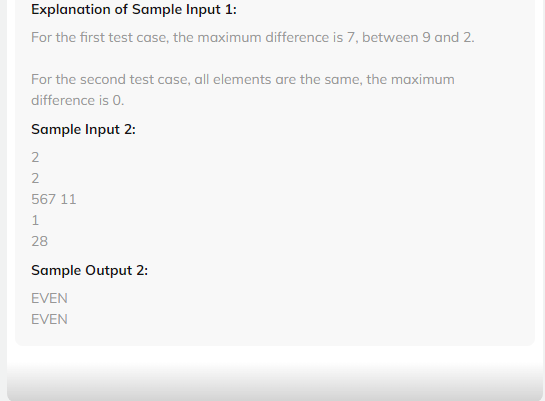 Explanation of Sample Input 1:
For the first test case, the maximum difference is 7, between 9 and 2.
For the second test case, all elements are the same, the maximum
difference is 0.
Sample Input 2:
2
2
567 11
1
28
Sample Output 2:
EVEN
EVEN